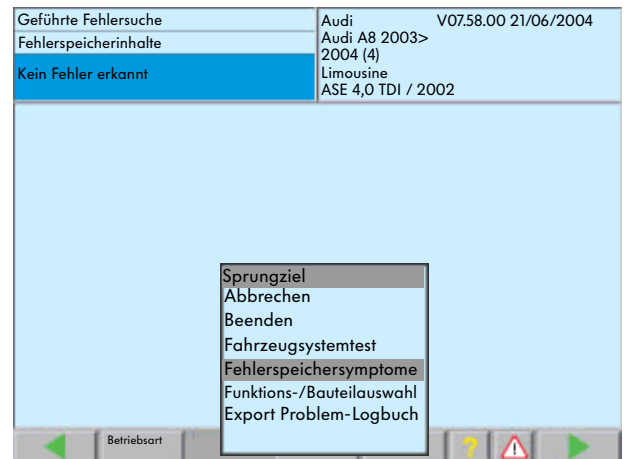 Geführte Fehlersuche
Fehlerspeicherinhalte
Kein Fehler erkannt
Audi V07.58.00 21/06/2004
Audi A8 2003>
2004 (4)
Limousine
ASE 4,0 TDI / 2002
Sprungziel
Abbrechen
Beenden
Fahrzeugsystemtest
Fehlerspeichersymptome
Funktions-/Bauteilauswahl
Export Problem-Logbuch
Betriebsart
?
!